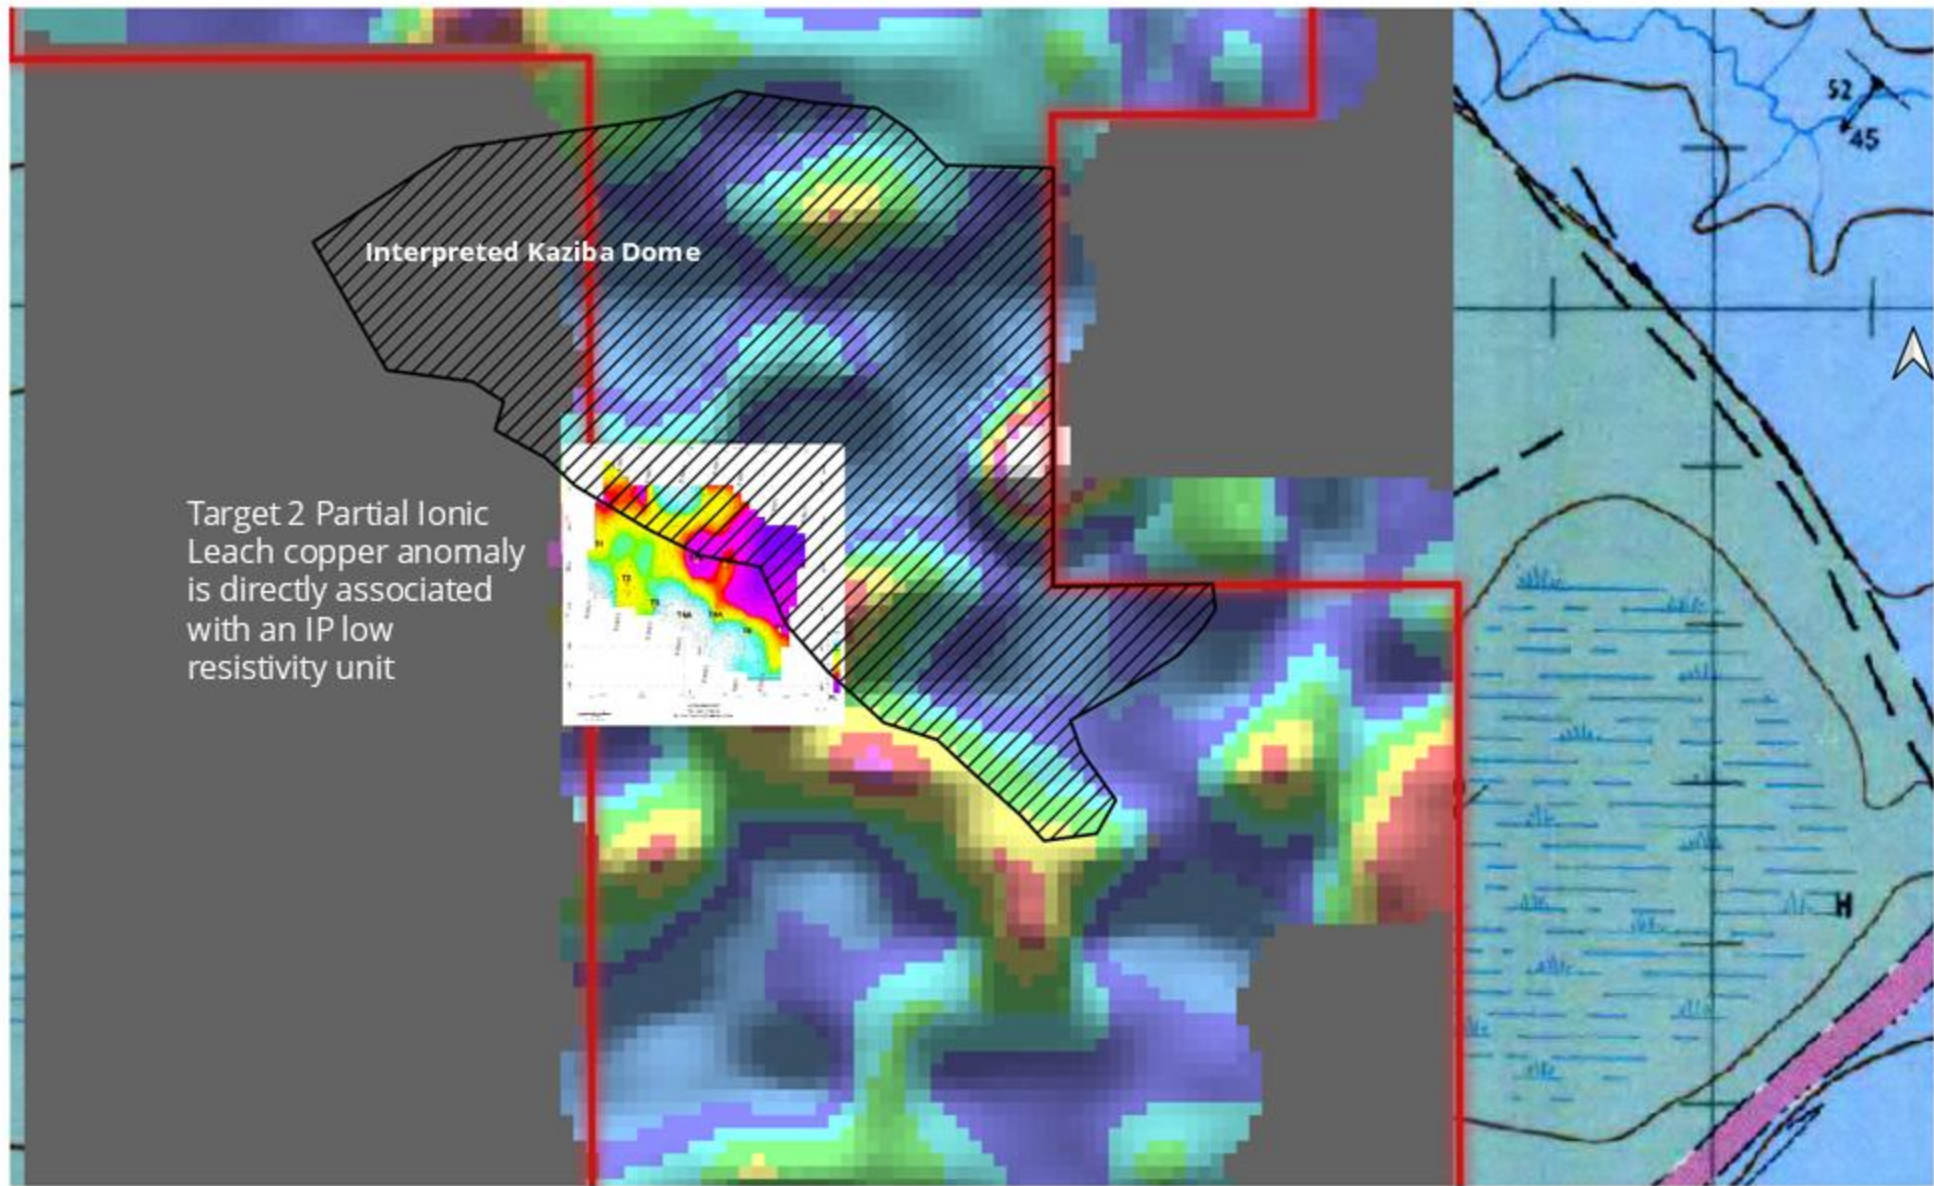 52
45
Interpreted Kaziba Dome
Target 2 Partial Ionic
Leach copper anomaly
is directly associated
with an IP low
resistivity unit
H